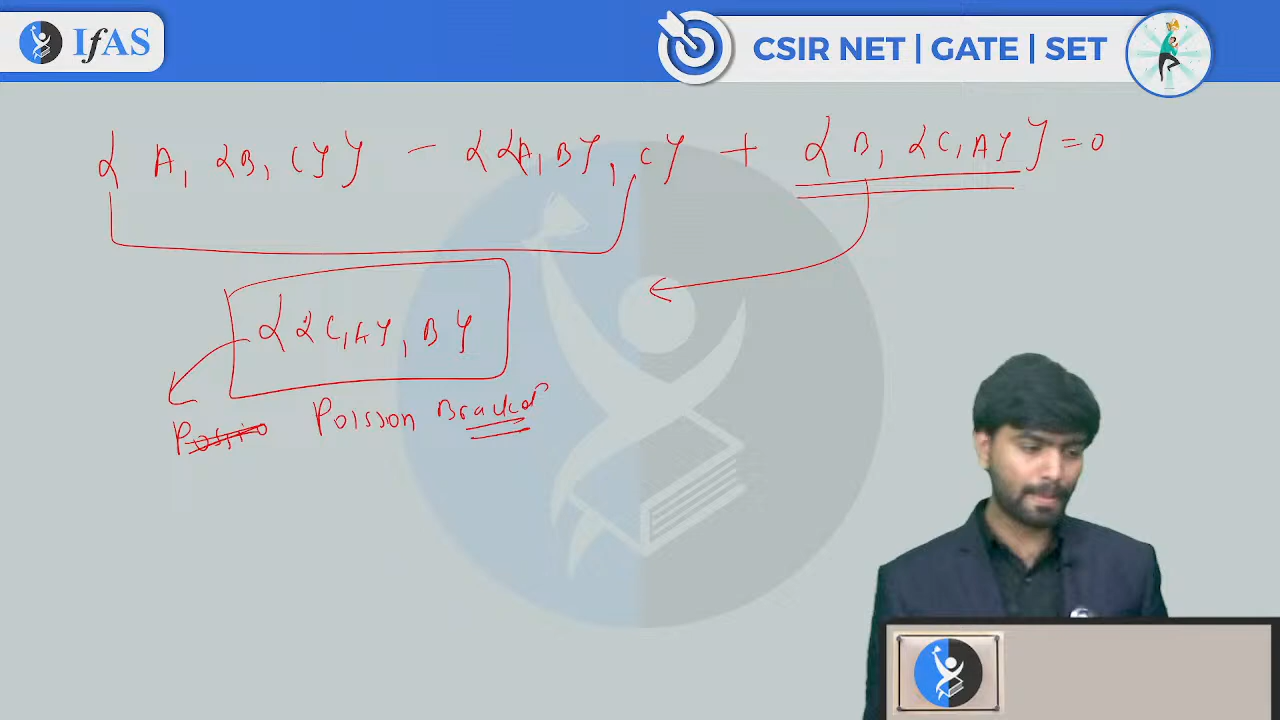 IfAS
CSIR NET | GATE | SET
{ A, {B, C}} - {{A, B}, C} + { B, {C, A} } = 0
{ {C, A}, B }
Poisson Bracket